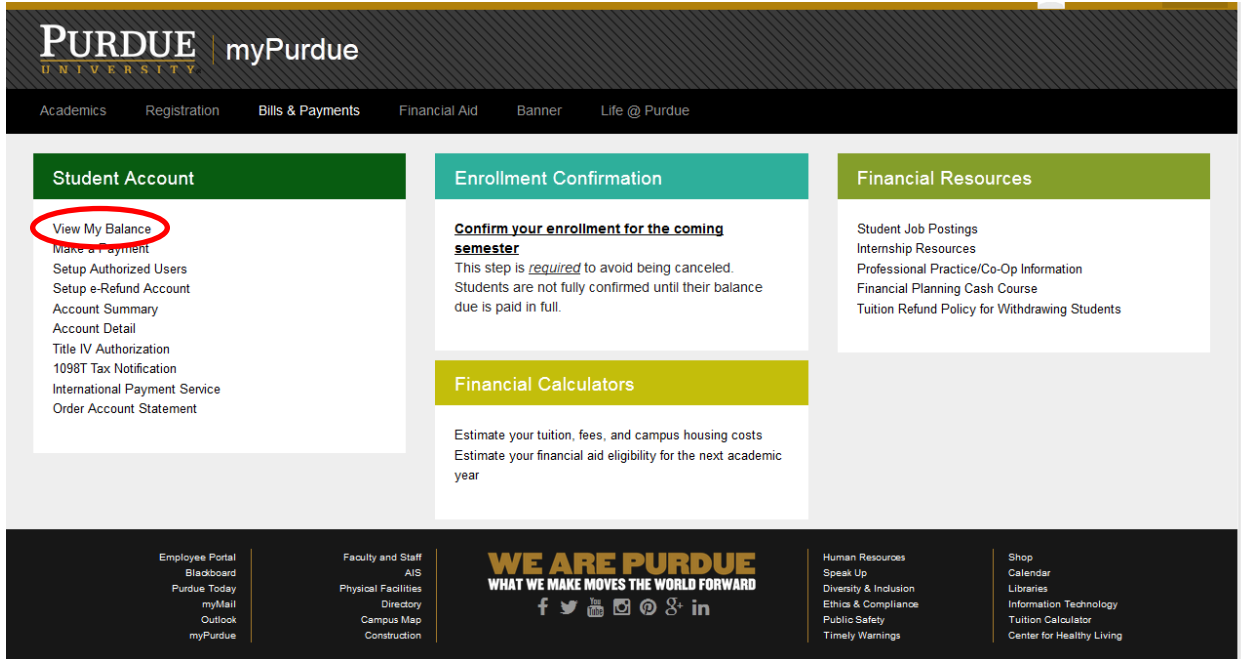 PURDUE
UNIVERSITY
myPurdue
Academics Registration Bills & Payments Financial Aid Banner Life @ Purdue
Student Account
View My Balance
Make a Payment
Setup Authorized Users
Setup e-Refund Account
Account Summary
Account Detail
Title IV Authorization
1098T Tax Notification
International Payment Service
Order Account Statement
Enrollment Confirmation
Confirm your enrollment for the coming
semester
This step is required to avoid being canceled.
Students are not fully confirmed until their balance
due is paid in full.
Financial Calculators
Estimate your tuition, fees, and campus housing costs
Estimate your financial aid eligibility for the next academic
year
Financial Resources
Student Job Postings
Internship Resources
Professional Practice/Co-Op Information
Financial Planning Cash Course
Tuition Refund Policy for Withdrawing Students
Employee Portal
Blackboard
Purdue Today
myMail
Outlook
myPurdue
Faculty and Staff
AIS
Physical Facilities
Directory
Campus Map
Construction
WE ARE PURDUE
WHAT WE MAKE MOVES THE WORLD FORWARD
You
Tube
Human Resources
Speak Up
Diversity & Inclusion
Ethics & Compliance
Public Safety
Timely Warnings
Shop
Calendar
Libraries
Information Technology
Tuition Calculator
Center for Healthy Living